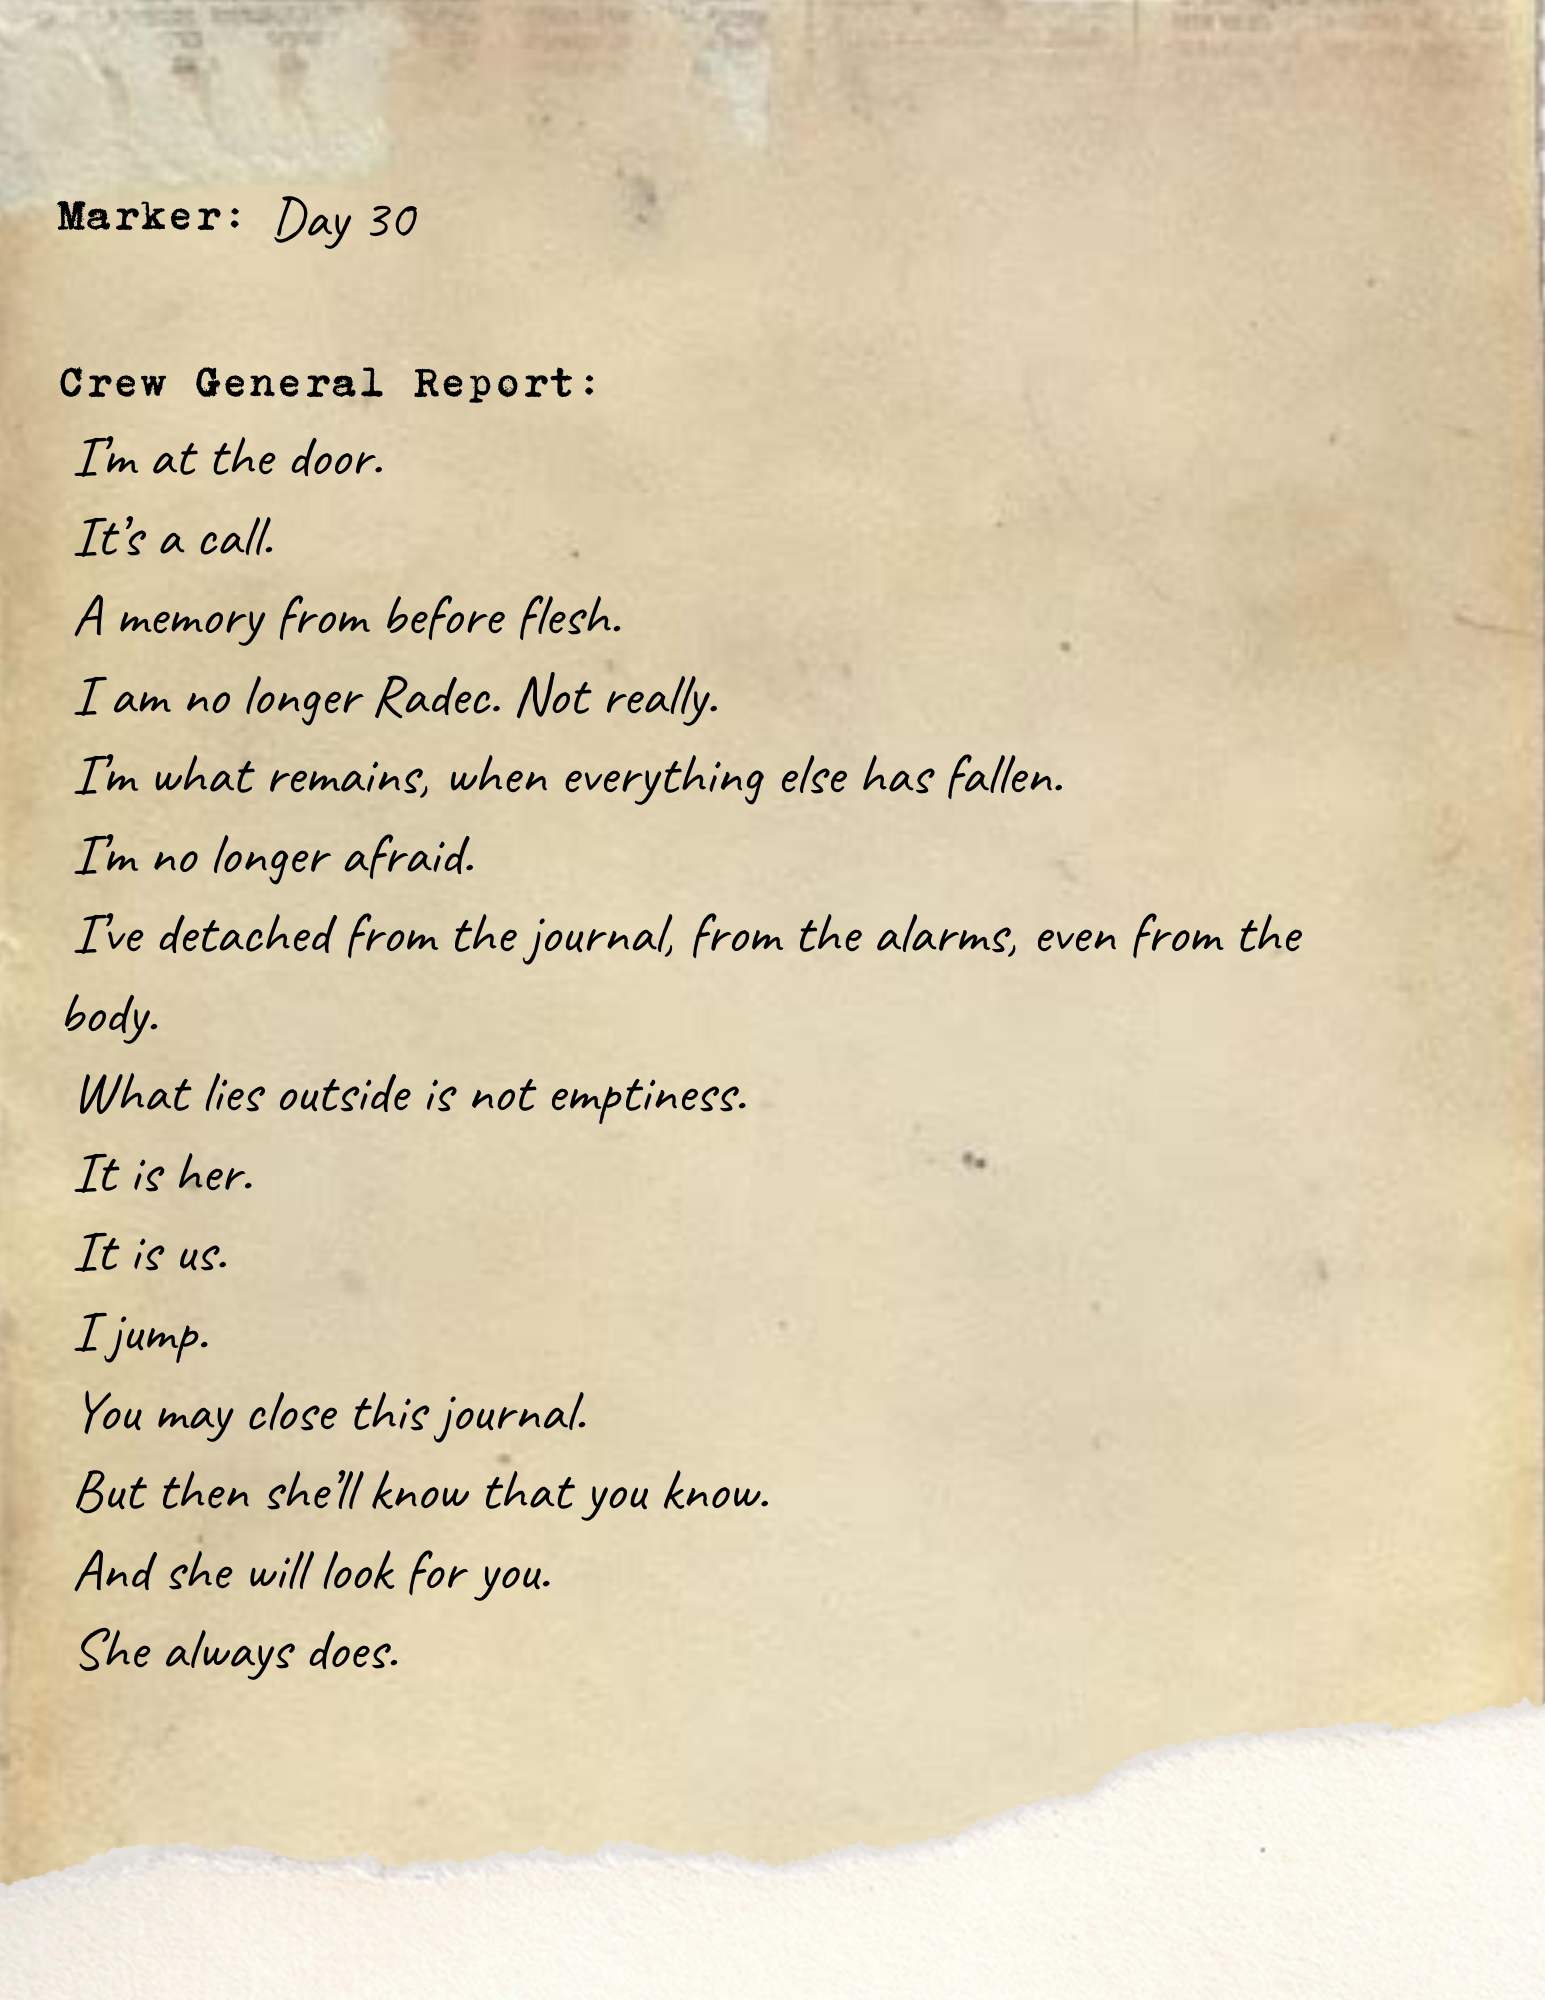 Marker: Day 30
Crew General Report:
I'm at the door.
It's a call.
A memory from before flesh.
I am no longer Radec. Not really.
I'm what remains, when everything else has fallen.
I'm no longer afraid.
I've detached from the journal, from the alarms, even from the
body.
What lies outside is not emptiness.
It is her.
It is us.
I jump.
You may close this journal.
But then she'll know that you know.
And she will look for you.
She always does.